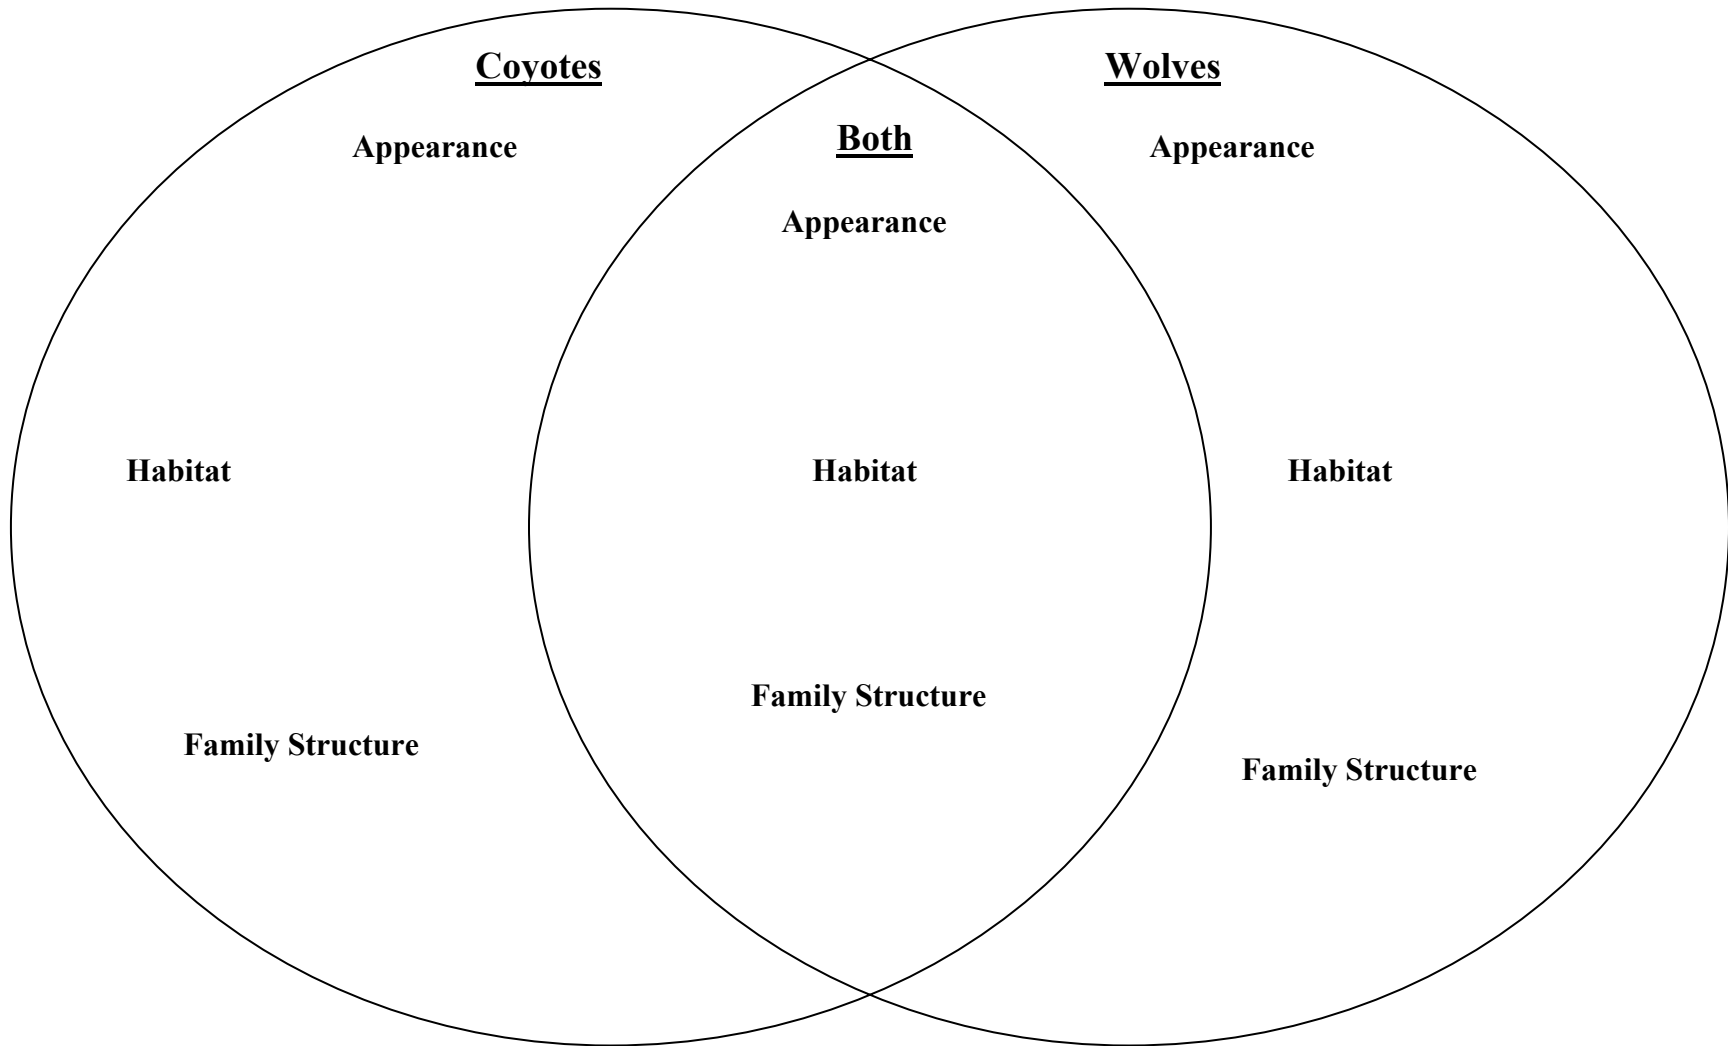 Coyotes
Wolves
Both
Appearance
Appearance
Appearance
Habitat
Habitat
Habitat
Family Structure
Family Structure
Family Structure